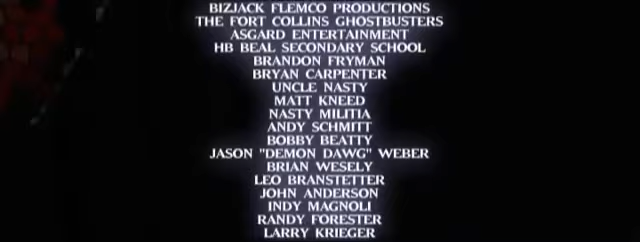 BIZJACK FLEMCO PRODUCTIONS
THE FORT COLLINS GHOSTBUSTERS
ASGARD ENTERTAINMENT
HB BEAL SECONDARY SCHOOL
BRANDON FRYMAN
BRYAN CARPENTER
UNCLE NASTY
MATT KNEED
NASTY MILITIA
ANDY SCHMITT
BOBBY BEATTY
JASON "DEMON DAWG" WEBER
BRIAN WESELY
LEO BRANSTETTER
JOHN ANDERSON
INDY MAGNOLI
RANDY FORESTER
LARRY KRIEGER